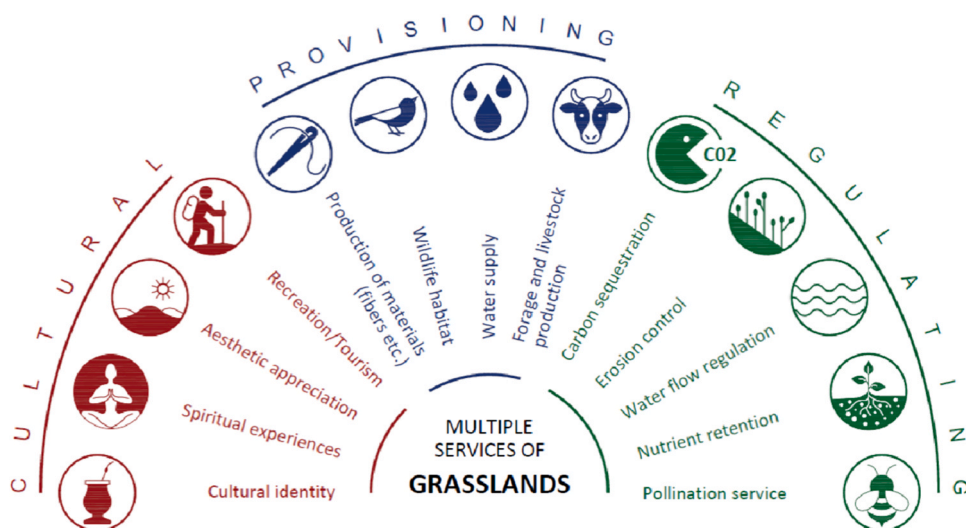 CULTURAL
PROVISIONING
REGULATING
CO2
Cultural identity
Spiritual experiences
Aesthetic appreciation
Recreation/Tourism
Production of materials
(fibers etc.)
Wildlife habitat
Water supply
Forage and livestock
production
Carbon sequestration
Erosion control
Water flow regulation
Nutrient retention
Pollination service
MULTIPLE
SERVICES OF
GRASSLANDS